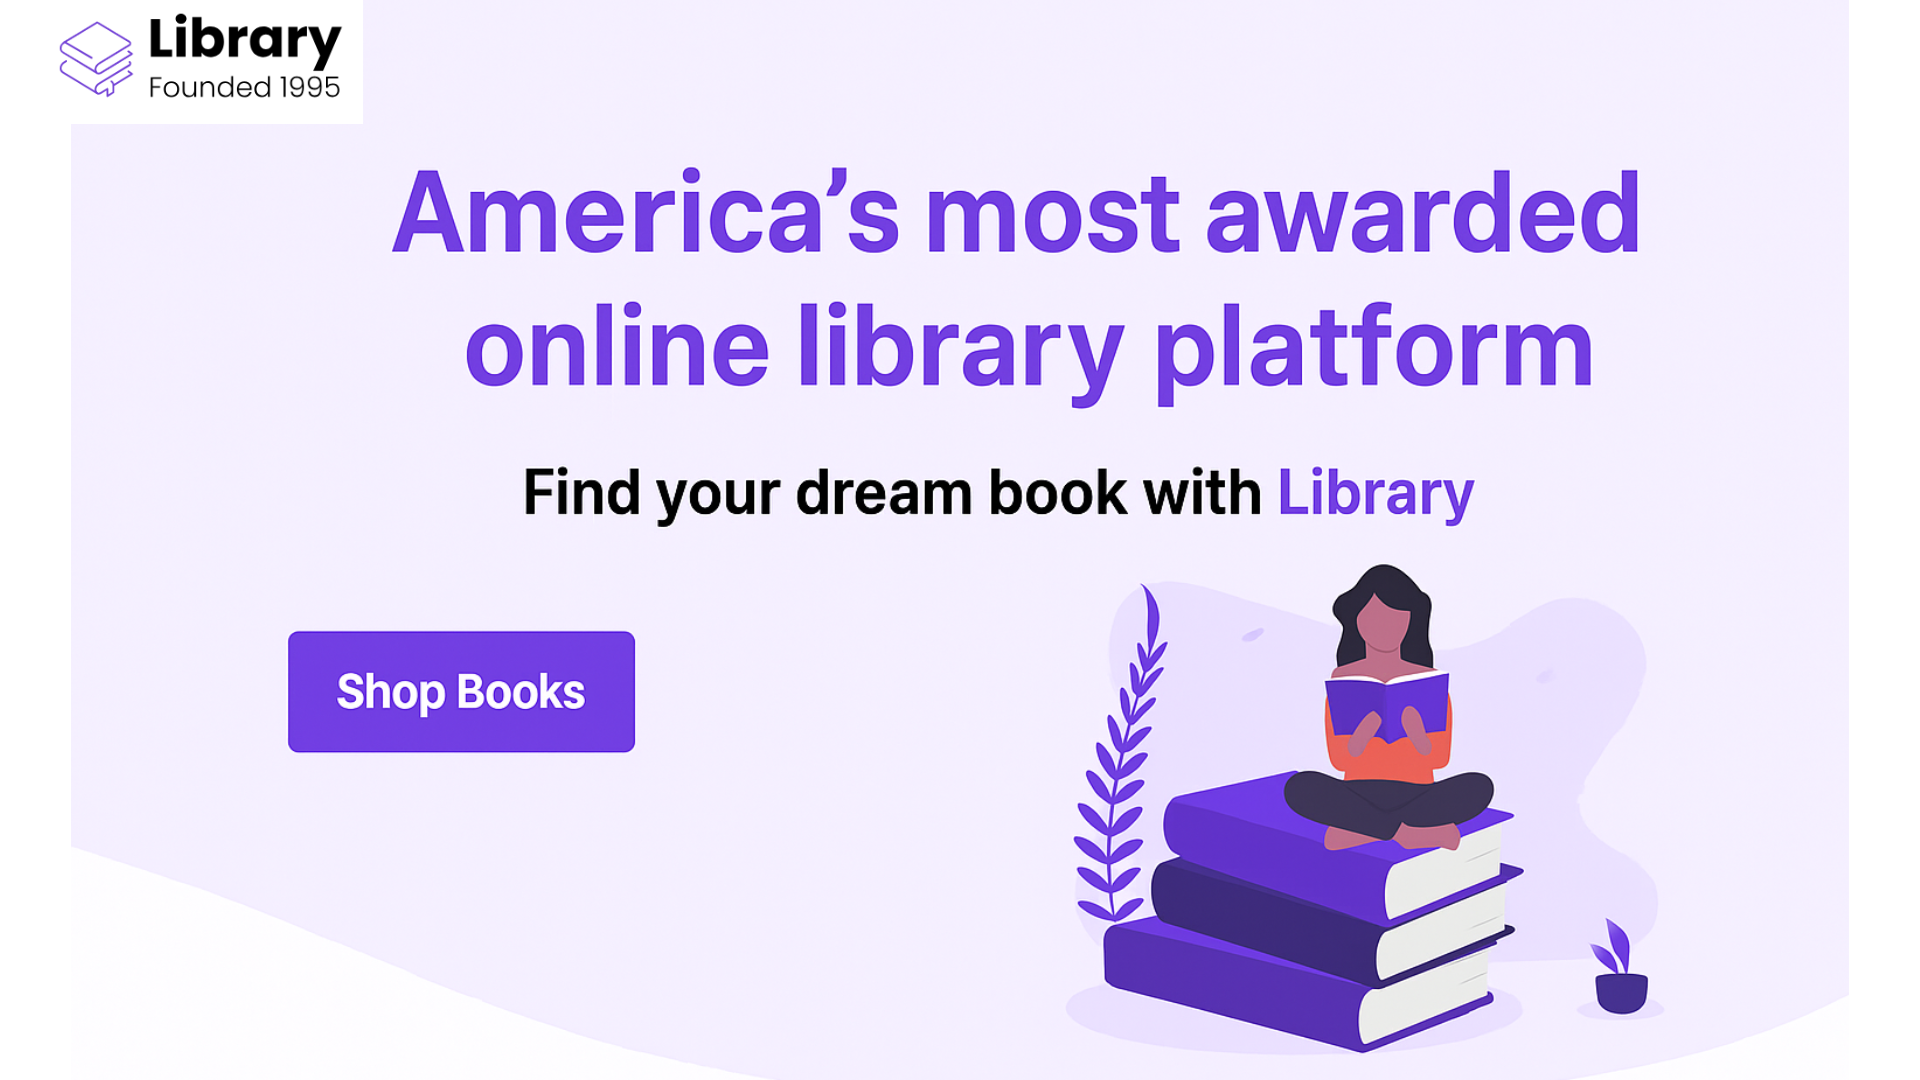 Library
Founded 1995
America’s most awarded
online library platform
Find your dream book with Library
Shop Books